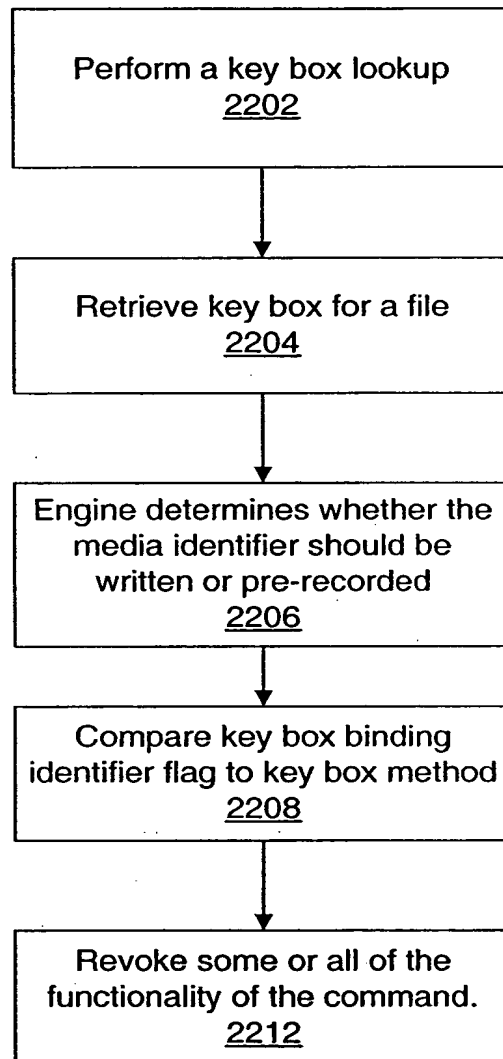 Perform a key box lookup
2202
Retrieve key box for a file
2204
Engine determines whether the
media identifier should be
written or pre-recorded
2206
Compare key box binding
identifier flag to key box method
2208
Revoke some or all of the
functionality of the command.
2212